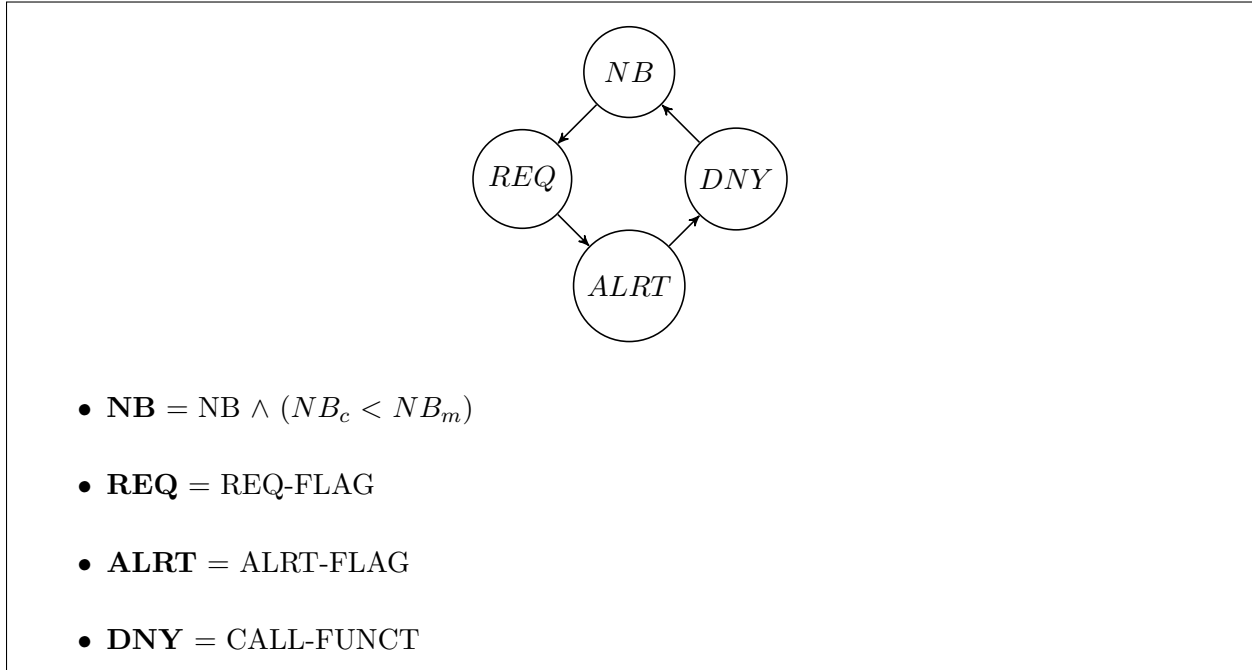 NB
REQ DNY
ALRT
• NB = NB ∧ (NB_c < NB_m)
• REQ = REQ-FLAG
• ALRT = ALRT-FLAG
• DNY = CALL-FUNCT